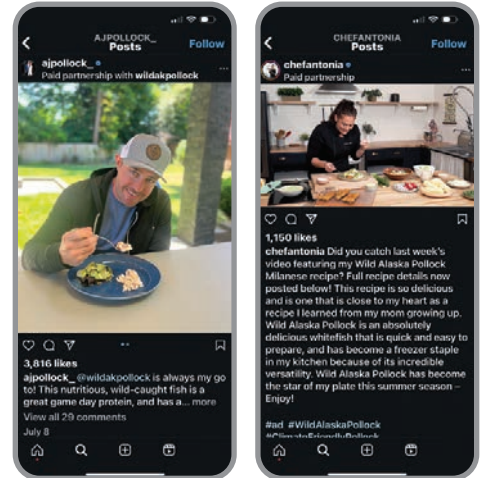 AJPOLLOCK_
Posts
Follow
ajpollock_
Paid partnership with wildakpollock
3,816 likes
ajpollock_ @wildakpollock is always my go
to! This nutritious, wild-caught fish is a
great game day protein, and has a... more
View all 29 comments
July 8
CHEFANTONIA
Posts
Follow
chefantonia
Paid partnership
1,150 likes
chefantonia Did you catch last week's
video featuring my Wild Alaska Pollock
Milanese recipe? Full recipe details now
posted below! This recipe is so delicious
and is one that is close to my heart as a
recipe I learned from my mom growing up.
Wild Alaska Pollock is an absolutely
delicious whitefish that is quick and easy to
prepare, and has become a freezer staple
in my kitchen because of its incredible
versatility. Wild Alaska Pollock has become
the star of my plate this summer season –
Enjoy!
#ad #WildAlaskaPollock
#ClimateFriendlyPollock